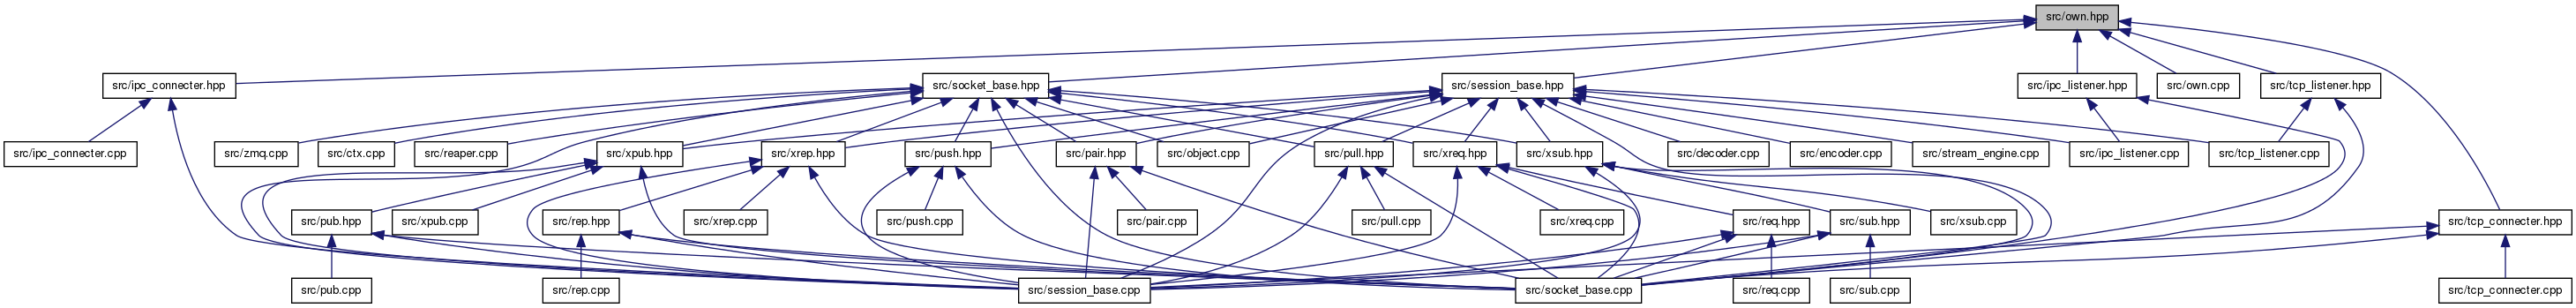 src/own.hpp
src/ipc_connecter.hpp
src/socket_base.hpp
src/session_base.hpp
src/ipc_listener.hpp
src/own.cpp
src/tcp_listener.hpp
src/ipc_connecter.cpp
src/zmq.cpp
src/ctx.cpp
src/reaper.cpp
src/xpub.hpp
src/xrep.hpp
src/push.hpp
src/pair.hpp
src/object.cpp
src/pull.hpp
src/xreq.hpp
src/xsub.hpp
src/decoder.cpp
src/encoder.cpp
src/stream_engine.cpp
src/ipc_listener.cpp
src/tcp_listener.cpp
src/pub.hpp
src/xpub.cpp
src/rep.hpp
src/xrep.cpp
src/push.cpp
src/pair.cpp
src/pull.cpp
src/xreq.cpp
src/req.hpp
src/sub.hpp
src/xsub.cpp
src/tcp_connecter.hpp
src/pub.cpp
src/rep.cpp
src/session_base.cpp
src/socket_base.cpp
src/req.cpp
src/sub.cpp
src/tcp_connecter.cpp